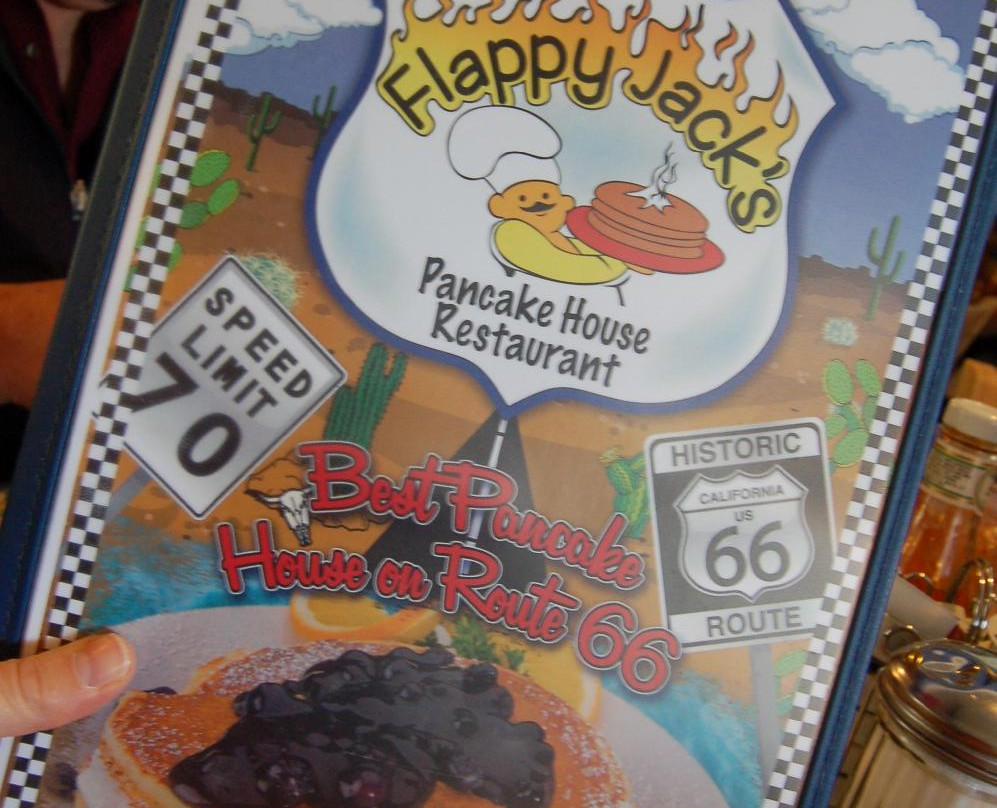 Flappy Jack's
Pancake House
Restaurant
SPEED
LIMIT
70
Best Pancake
House on Route 66
HISTORIC
CALIFORNIA
US
66
ROUTE